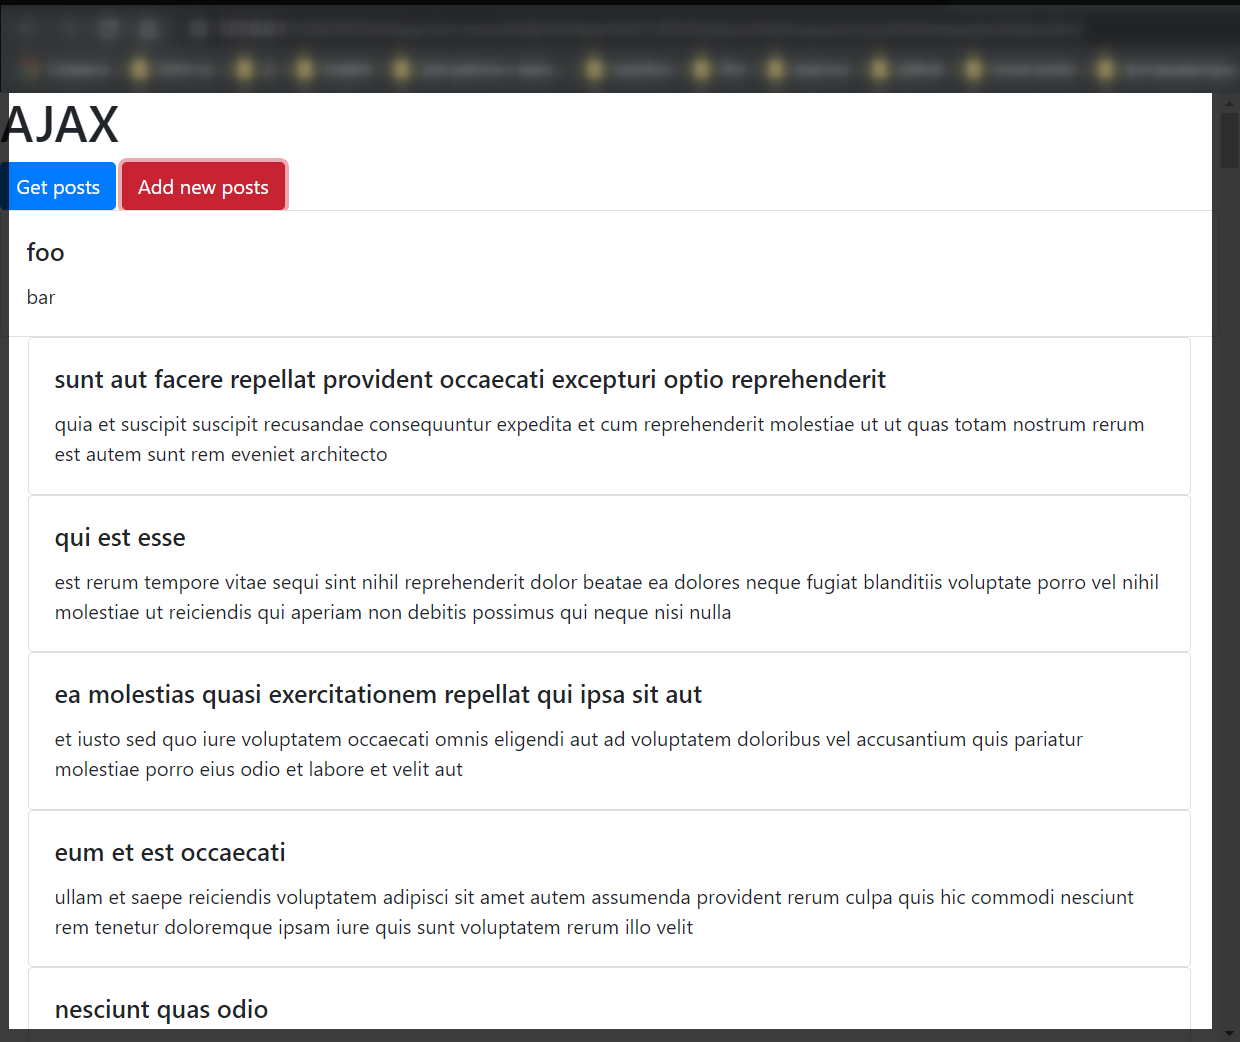 AJAX
Get posts Add new posts
foo
bar
sunt aut facere repellat provident occaecati excepturi optio reprehenderit
quia et suscipit suscipit recusandae consequuntur expedita et cum reprehenderit molestiae ut ut quas totam nostrum rerum
est autem sunt rem eveniet architecto
qui est esse
est rerum tempore vitae sequi sint nihil reprehenderit dolor beatae ea dolores neque fugiat blanditiis voluptate porro vel nihil
molestiae ut reiciendis qui aperiam non debitis possimus qui neque nisi nulla
ea molestias quasi exercitationem repellat qui ipsa sit aut
et iusto sed quo iure voluptatem occaecati omnis eligendi aut ad voluptatem doloribus vel accusantium quis pariatur
molestiae porro eius odio et labore et velit aut
eum et est occaecati
ullam et saepe reiciendis voluptatem adipisci sit amet autem assumenda provident rerum culpa quis hic commodi nesciunt
rem tenetur doloremque ipsam iure quis sunt voluptatem rerum illo velit
nesciunt quas odio